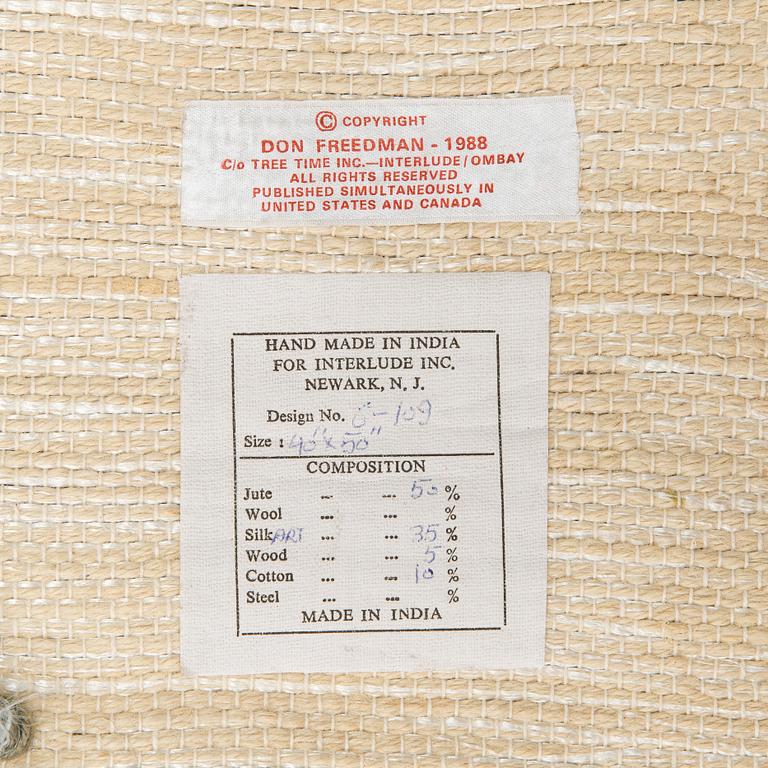 © COPYRIGHT
DON FREEDMAN - 1988
C/o TREE TIME INC.—INTERLUDE/OMBAY
ALL RIGHTS RESERVED
PUBLISHED SIMULTANEOUSLY IN
UNITED STATES AND CANADA
HAND MADE IN INDIA
FOR INTERLUDE INC.
NEWARK, N. J.
Design No.
Size : 40" x 50"
COMPOSITION
Jute ... ... 50 %
Wool ... ... %
Silk ART ... ... 35 %
Wood ... ... 5 %
Cotton ... ... 10 %
Steel ... ... %
MADE IN INDIA